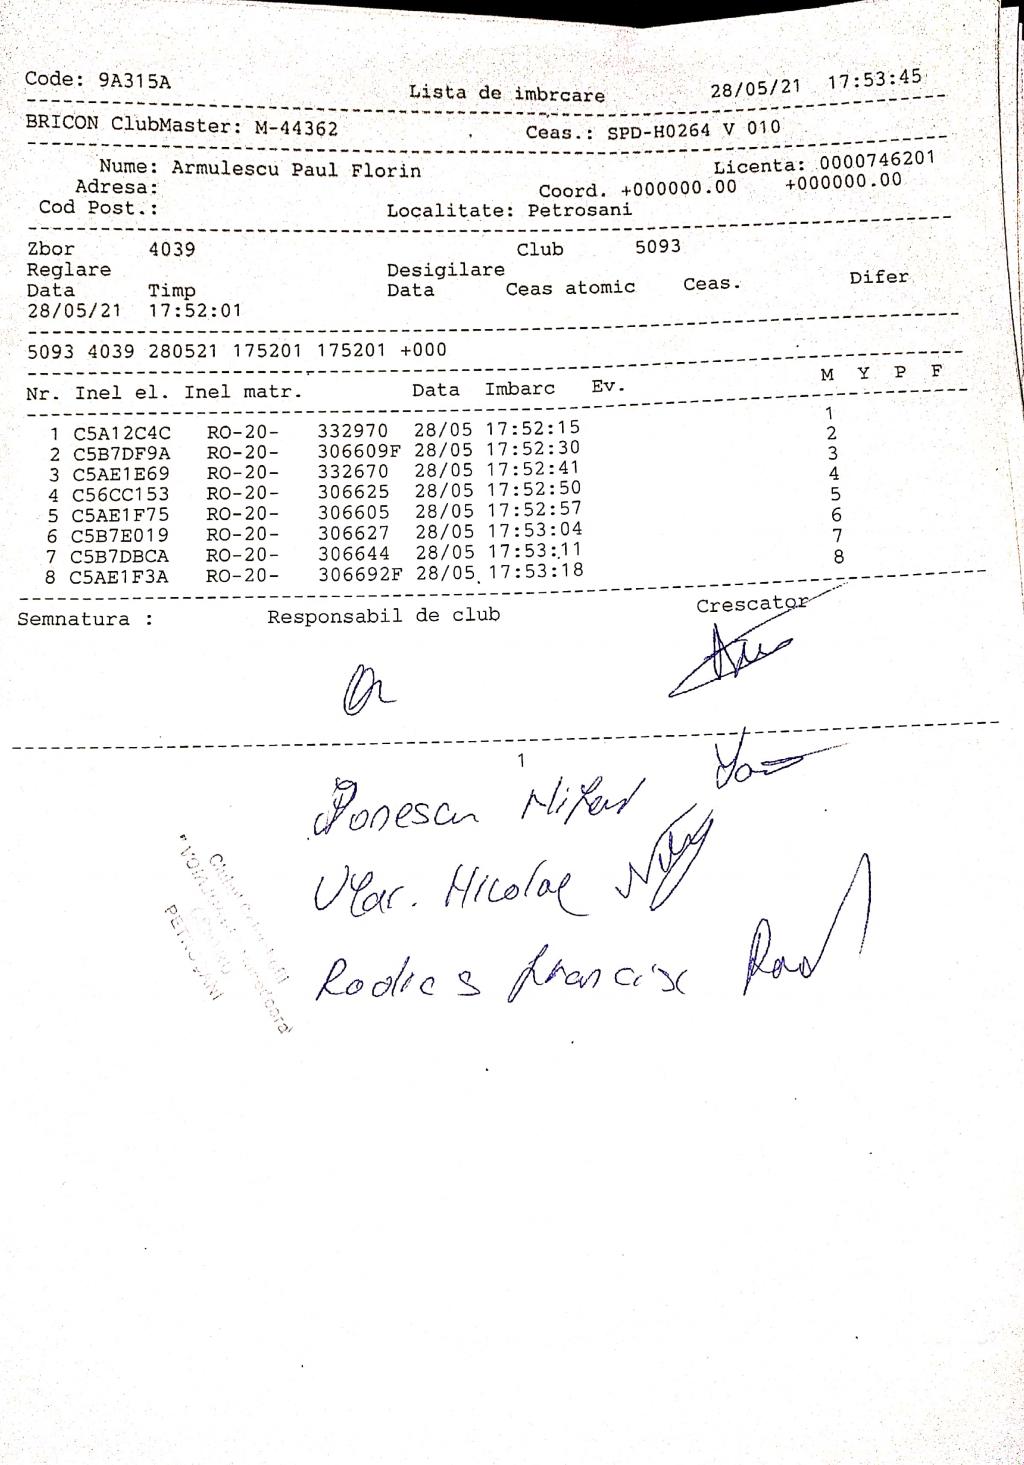 Code: 9A315A Lista de imbrcare 28/05/21 17:53:45
BRICON ClubMaster: M-44362 Ceas.: SPD-H0264 V 010
Nume: Armulescu Paul Florin Licenta: 0000746201
Adresa: Coord. +000000.00 +000000.00
Cod Post.: Localitate: Petrosani
Zbor 4039 Club 5093
Reglare Desigilare
Data Timp Data Ceas atomic Ceas. Difer
28/05/21 17:52:01
5093 4039 280521 175201 175201 +000
Nr. Inel el. Inel matr. Data Imbarc Ev. M Y P F
1 C5A12C4C RO-20- 332970 28/05 17:52:15 1
2 C5B7DF9A RO-20- 306609F 28/05 17:52:30 2
3 C5AE1E69 RO-20- 332670 28/05 17:52:41 3
4 C56CC153 RO-20- 306625 28/05 17:52:50 4
5 C5AE1F75 RO-20- 306605 28/05 17:52:57 5
6 C5B7E019 RO-20- 306627 28/05 17:53:04 6
7 C5B7DBCA RO-20- 306644 28/05 17:53:11 7
8 C5AE1F3A RO-20- 306692F 28/05 17:53:18 8
Semnatura : Responsabil de club Crescator
1
Ionescu
Vlar. Nicolae
Francisc
PETROSANI